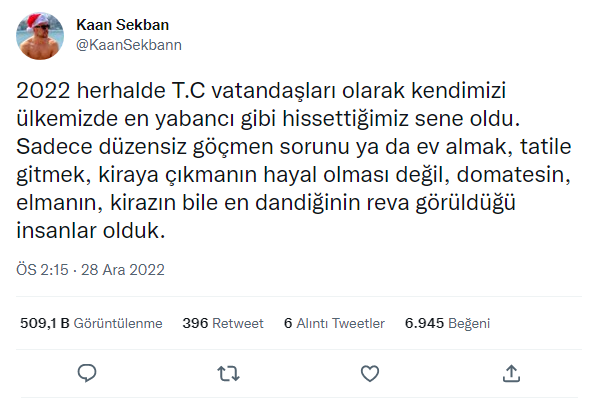 Kaan Sekban
@KaanSekbann
2022 herhalde T.C vatandaşları olarak kendimizi
ülkemizde en yabancı gibi hissettiğimiz sene oldu.
Sadece düzensiz göçmen sorunu ya da ev almak, tatile
gitmek, kiraya çıkmanın hayal olması değil, domatesin,
elmanın, kirazın bile en dandiğinin reva görüldüğü
insanlar olduk.
ÖS 2:15 · 28 Ara 2022
509,1 B Görüntülenme 396 Retweet 6 Alıntı Tweetler 6.945 Beğeni